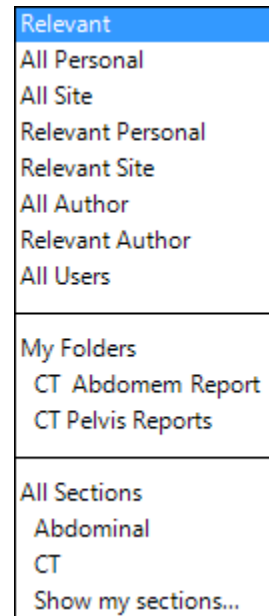 Relevant
All Personal
All Site
Relevant Personal
Relevant Site
All Author
Relevant Author
All Users
My Folders
CT Abdomem Report
CT Pelvis Reports
All Sections
Abdominal
CT
Show my sections...